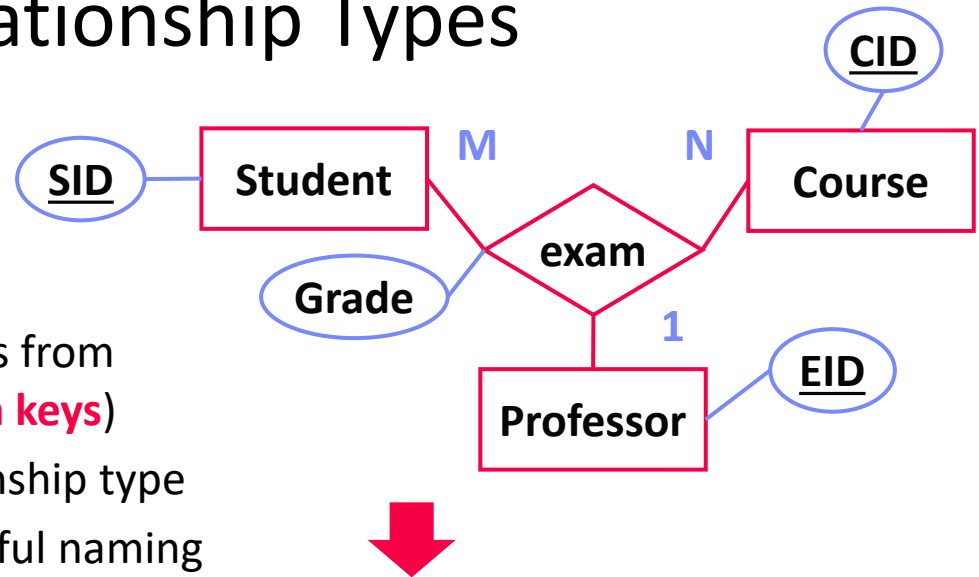 ationship Types
CID
M
N
SID
Student
Course
exam
Grade
1
s from
EID
keys)
Professor
nship type
ful naming